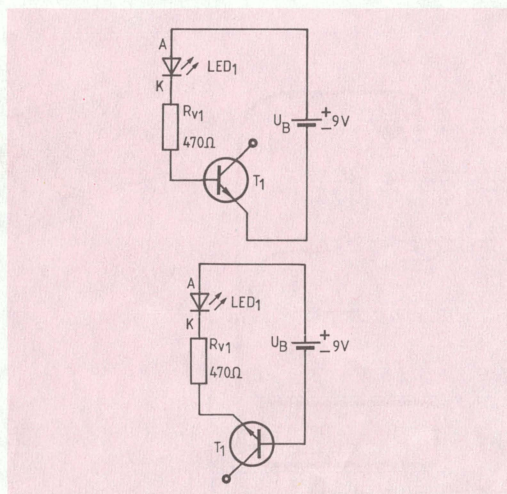 A
LED1
K
RV1
470Ω
UB
+
9V
−
T1
A
LED1
K
RV1
470Ω
UB
+
9V
−
T1